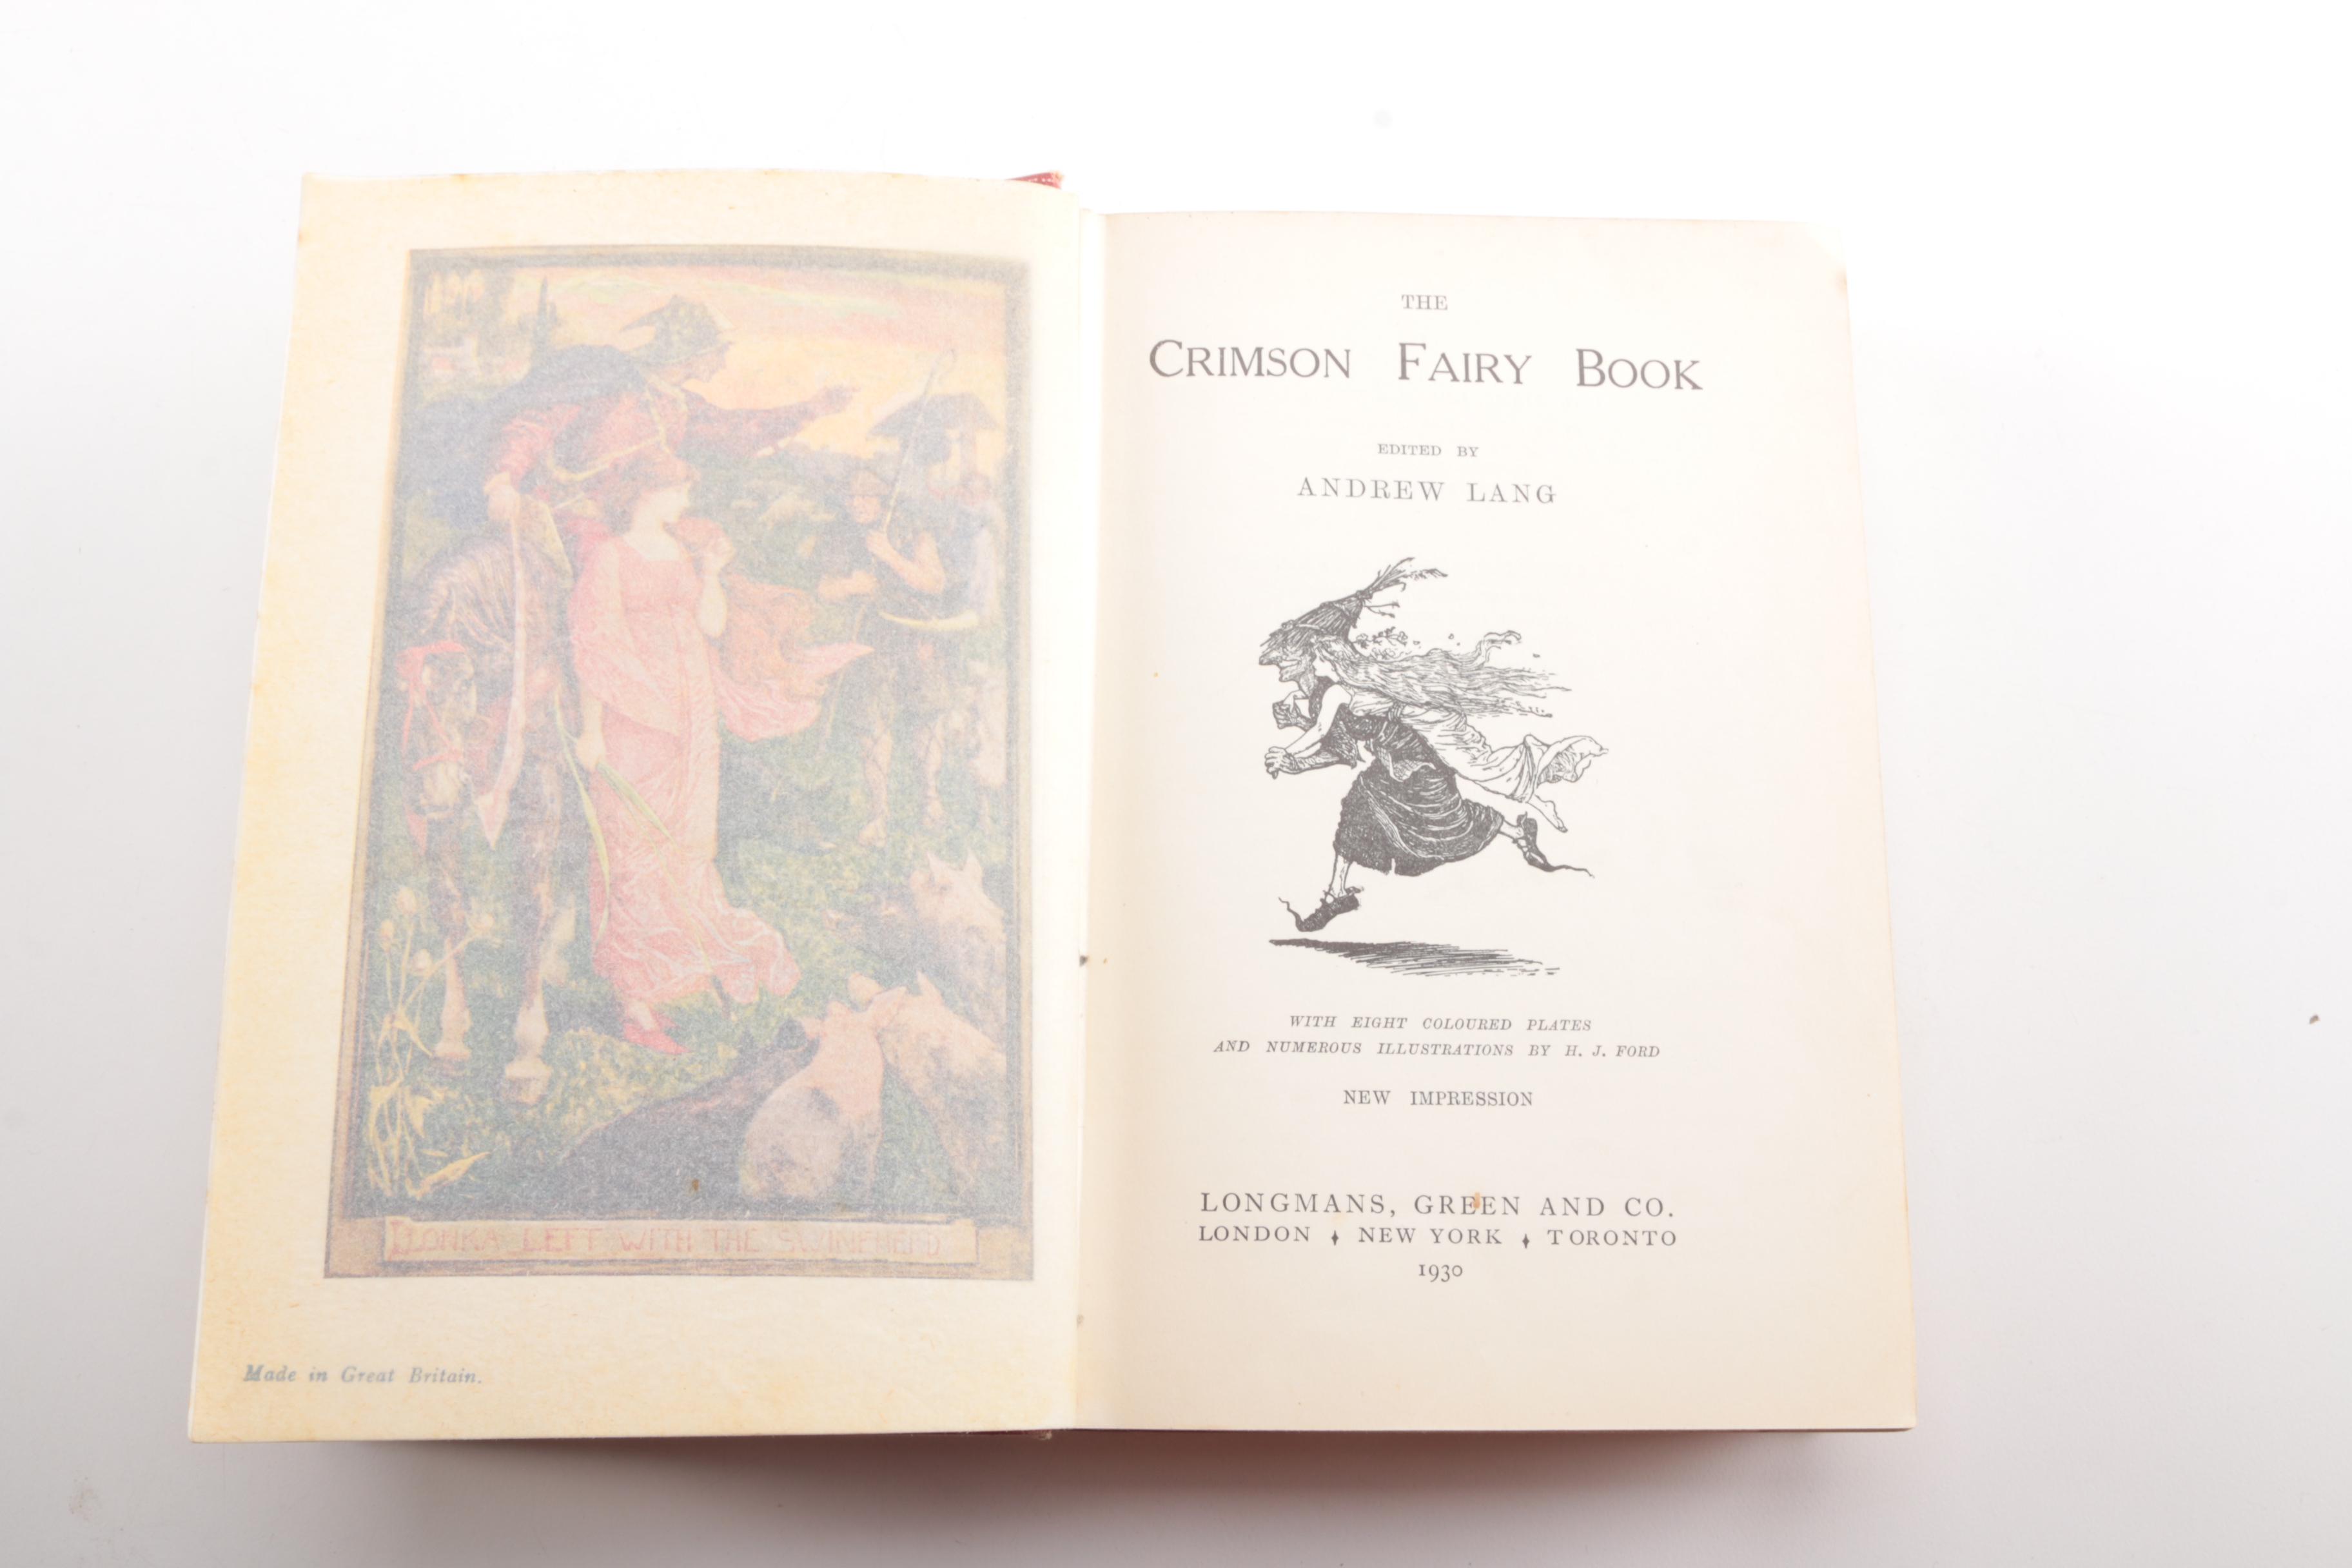 ILONKA LEFT WITH THE SWINEHERD
Made in Great Britain.
THE
CRIMSON FAIRY BOOK
EDITED BY
ANDREW LANG
WITH EIGHT COLOURED PLATES
AND NUMEROUS ILLUSTRATIONS BY H. J. FORD
NEW IMPRESSION
LONGMANS, GREEN AND CO.
LONDON ♦ NEW YORK ♦ TORONTO
1930